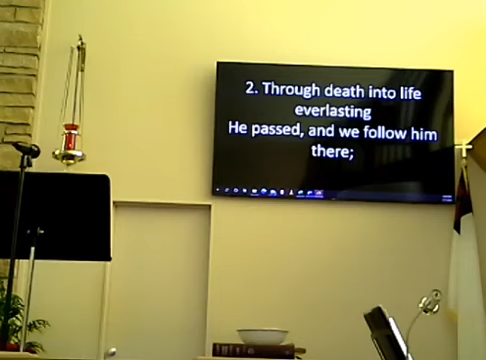 2. Through death into life
everlasting
He passed, and we follow him
there;